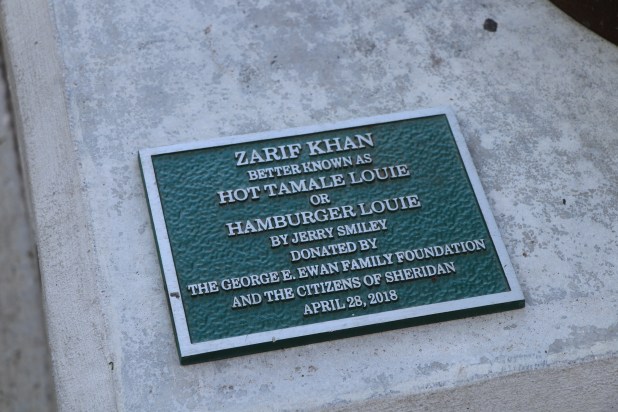 ZARIF KHAN
BETTER KNOWN AS
HOT TAMALE LOUIE
OR
HAMBURGER LOUIE
BY JERRY SMILEY
DONATED BY
THE GEORGE E. EWAN FAMILY FOUNDATION
AND THE CITIZENS OF SHERIDAN
APRIL 28, 2018